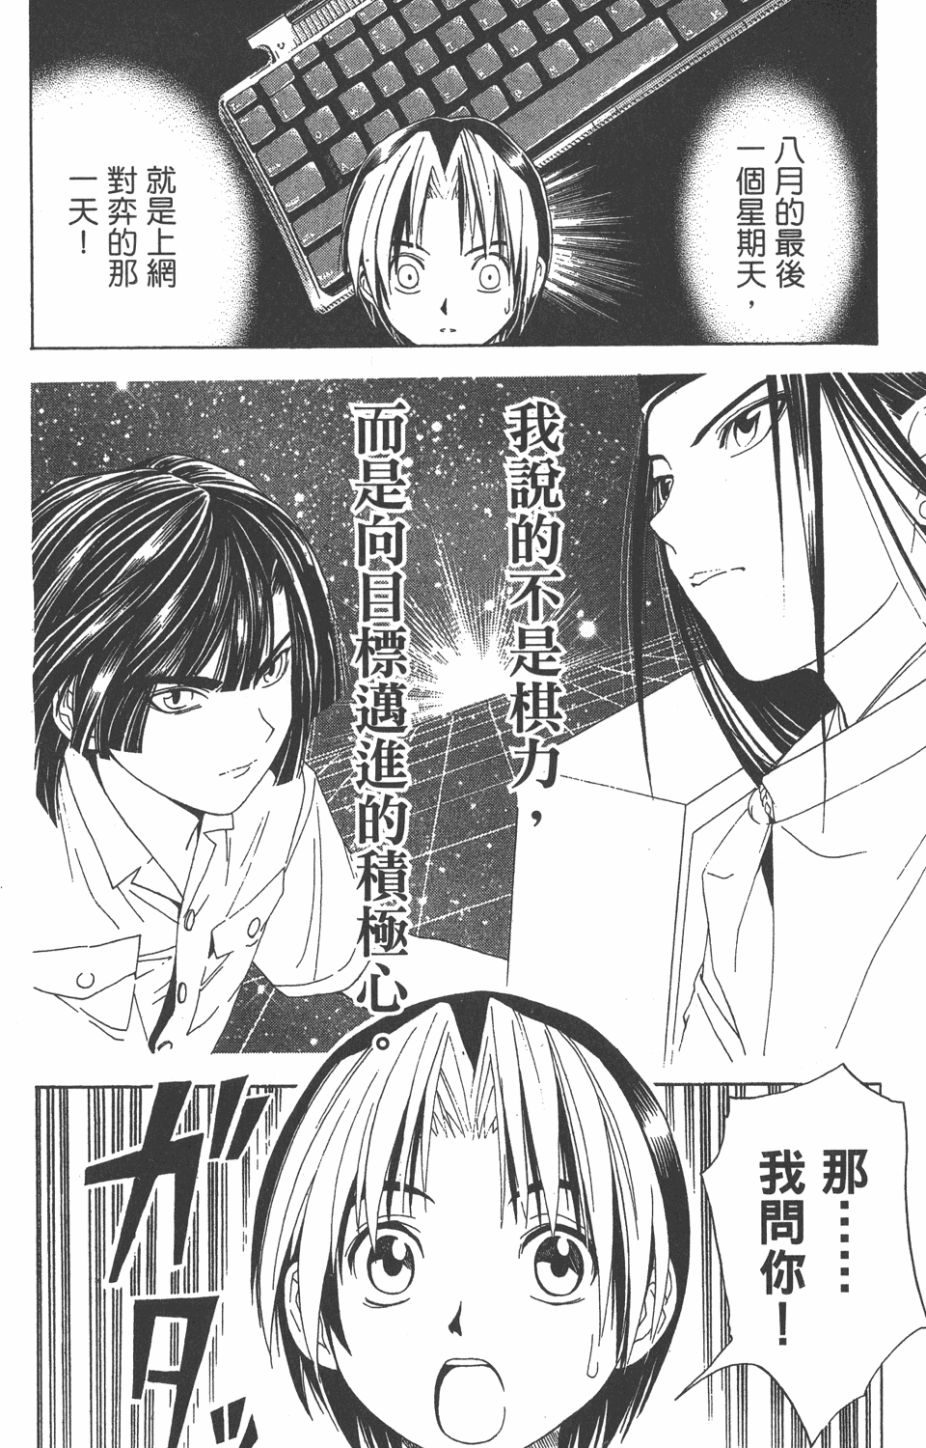 八月的最後
一個星期天，
就是上網
對弈的那
一天！
我說的不是棋力，
而是向目標邁進的積極心。
那……
我問你！
ガタッ